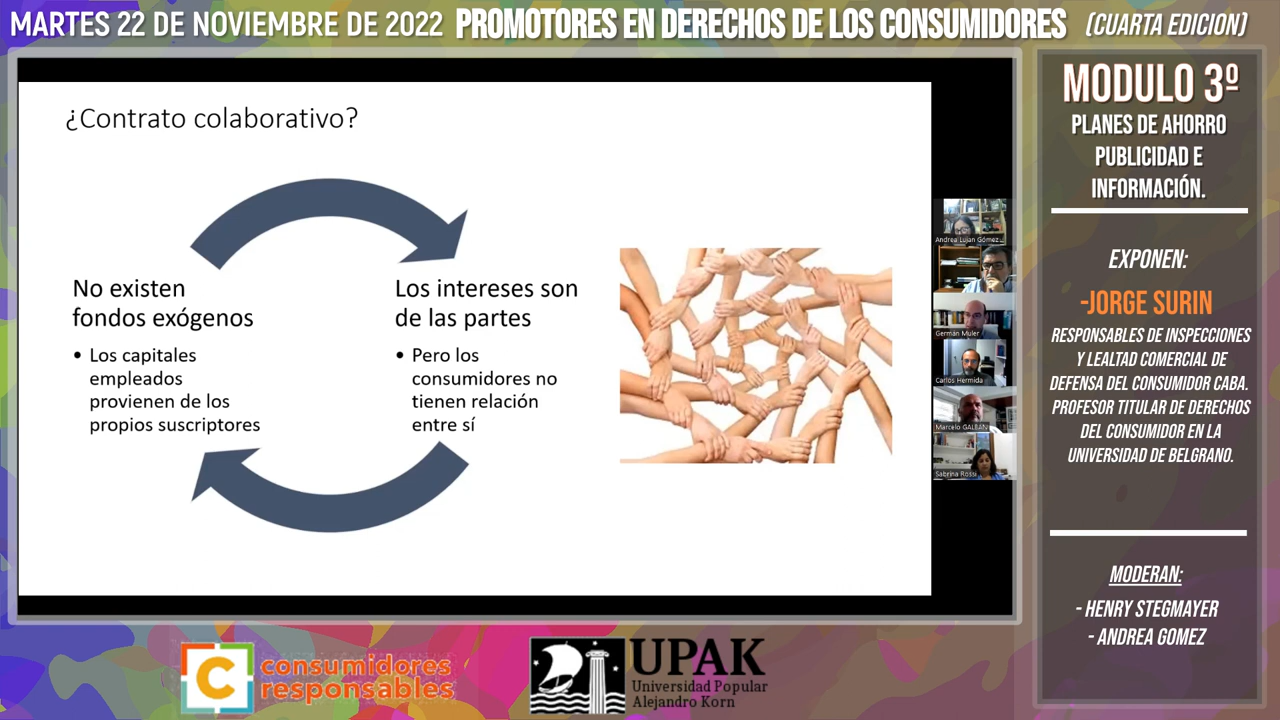 MARTES 22 DE NOVIEMBRE DE 2022 PROMOTORES EN DERECHOS DE LOS CONSUMIDORES (CUARTA EDICION)
¿Contrato colaborativo?
No existen
fondos exógenos
• Los capitales
empleados
provienen de los
propios suscriptores
Los intereses son
de las partes
• Pero los
consumidores no
tienen relación
entre sí
Andrea Lujan Gómez...
Germán Muler
Carlos Hermida
Marcelo GALBAN
Sabrina Rossi
MODULO 3º
PLANES DE AHORRO
PUBLICIDAD E
INFORMACIÓN.
EXPONEN:
-JORGE SURIN
RESPONSABLES DE INSPECCIONES
Y LEALTAD COMERCIAL DE
DEFENSA DEL CONSUMIDOR CABA.
PROFESOR TITULAR DE DERECHOS
DEL CONSUMIDOR EN LA
UNIVERSIDAD DE BELGRANO.
MODERAN:
- HENRY STEGMAYER
- ANDREA GOMEZ
C consumidores
responsables
UPAK
Universidad Popular
Alejandro Korn